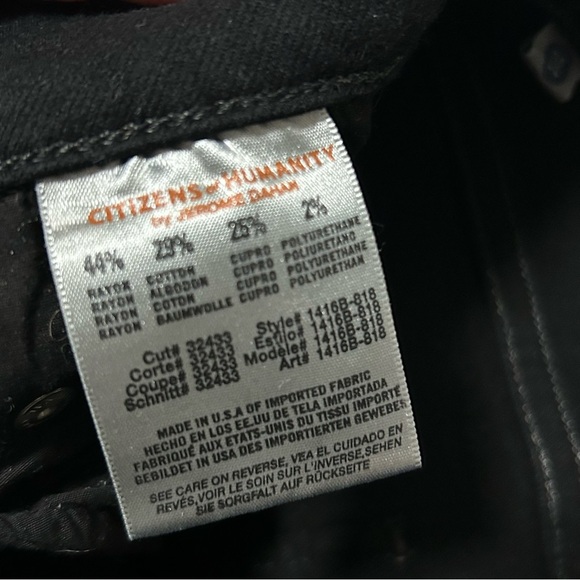 CITIZENS of HUMANITY
by JEROME DAHAN
44% 29% 25% 2%
RAYON COTTON CUPRO POLYURETHANE
RAYON ALGODON CUPRO POLIURETANO
RAYON COTON CUPRO POLYURETHANE
RAYON BAUMWOLLE CUPRO POLYURETHAN
Cut# 32433 Style# 1416B-818
Corte# 32433 Estilo# 1416B-818
Coupe# 32433 Modele# 1416B-818
Schnitt# 32433 Art# 1416B-818
MADE IN U.S.A OF IMPORTED FABRIC
HECHO EN LOS EE.UU DE TELA IMPORTADA
FABRIQUÉ AUX ETATS-UNIS DU TISSU IMPORTÉ
GEBILDET IN USA DES IMPORTIERTEN GEWEBES
SEE CARE ON REVERSE, VEA EL CUIDADO EN
REVÉS,VOIR LE SOIN SUR L'INVERSE,SEHEN
SIE SORGFALT AUF RÜCKSEITE